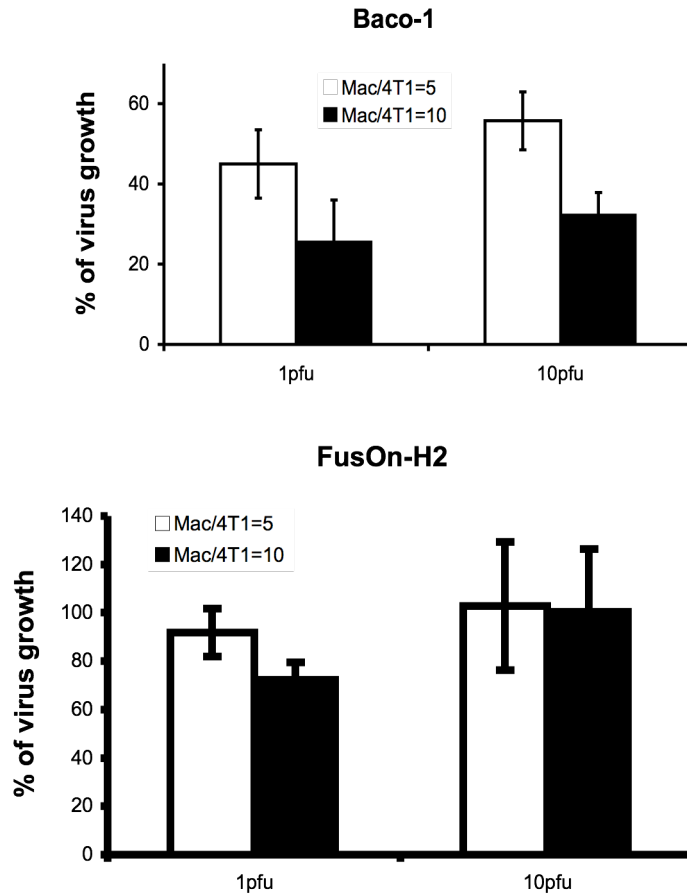 Baco-1
Mac/4T1=5
Mac/4T1=10
% of virus growth
60
40
20
0
1pfu
10pfu
FusOn-H2
Mac/4T1=5
Mac/4T1=10
% of virus growth
140
120
100
80
60
40
20
0
1pfu
10pfu